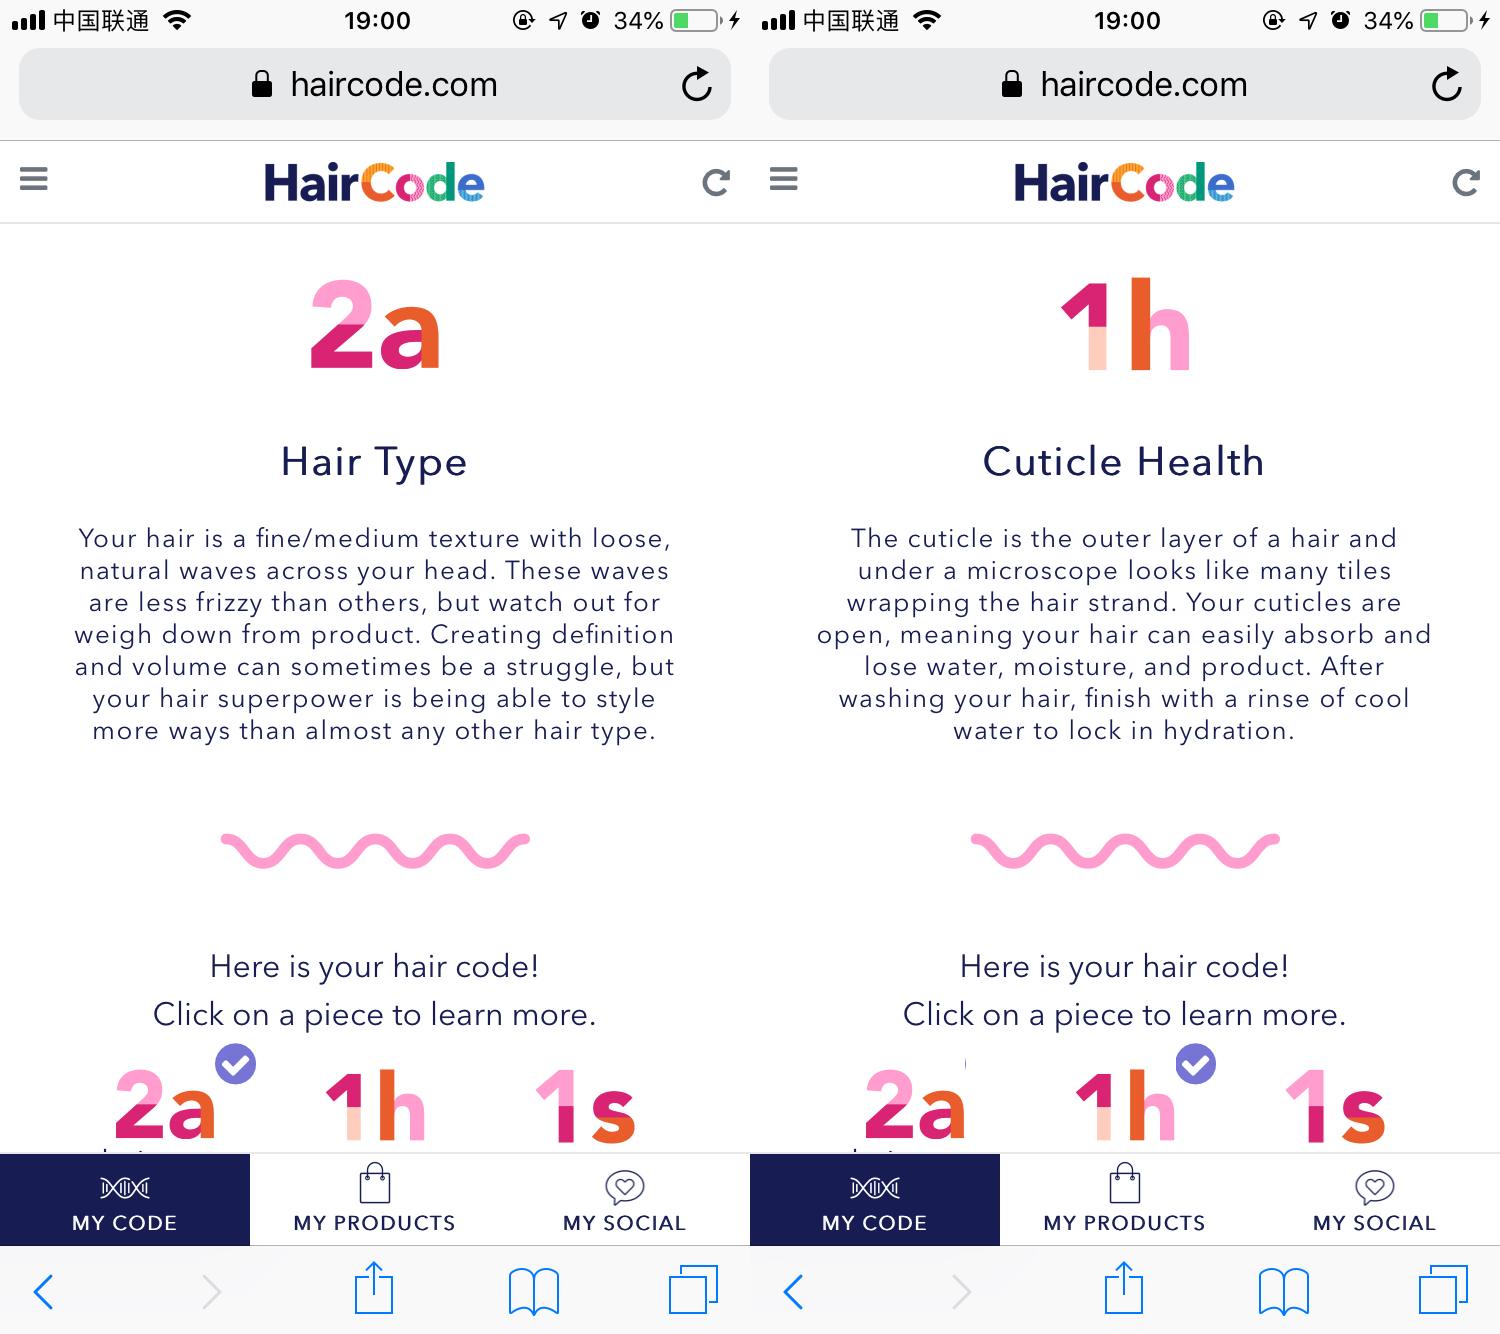 中国联通
19:00
34%
haircode.com
HairCode
2a
Hair Type
Your hair is a fine/medium texture with loose,
natural waves across your head. These waves
are less frizzy than others, but watch out for
weigh down from product. Creating definition
and volume can sometimes be a struggle, but
your hair superpower is being able to style
more ways than almost any other hair type.
Here is your hair code!
Click on a piece to learn more.
2a 1h 1s
MY CODE MY PRODUCTS MY SOCIAL
中国联通
19:00
34%
haircode.com
HairCode
1h
Cuticle Health
The cuticle is the outer layer of a hair and
under a microscope looks like many tiles
wrapping the hair strand. Your cuticles are
open, meaning your hair can easily absorb and
lose water, moisture, and product. After
washing your hair, finish with a rinse of cool
water to lock in hydration.
Here is your hair code!
Click on a piece to learn more.
2a 1h 1s
MY CODE MY PRODUCTS MY SOCIAL